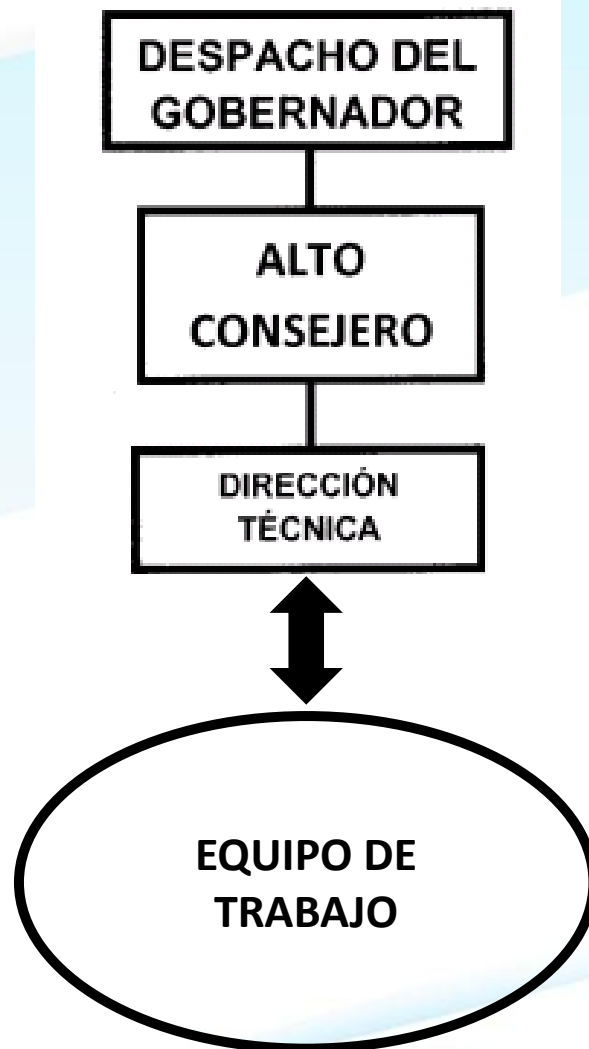 DESPACHO DEL
GOBERNADOR
ALTO
CONSEJERO
DIRECCIÓN
TÉCNICA
EQUIPO DE
TRABAJO